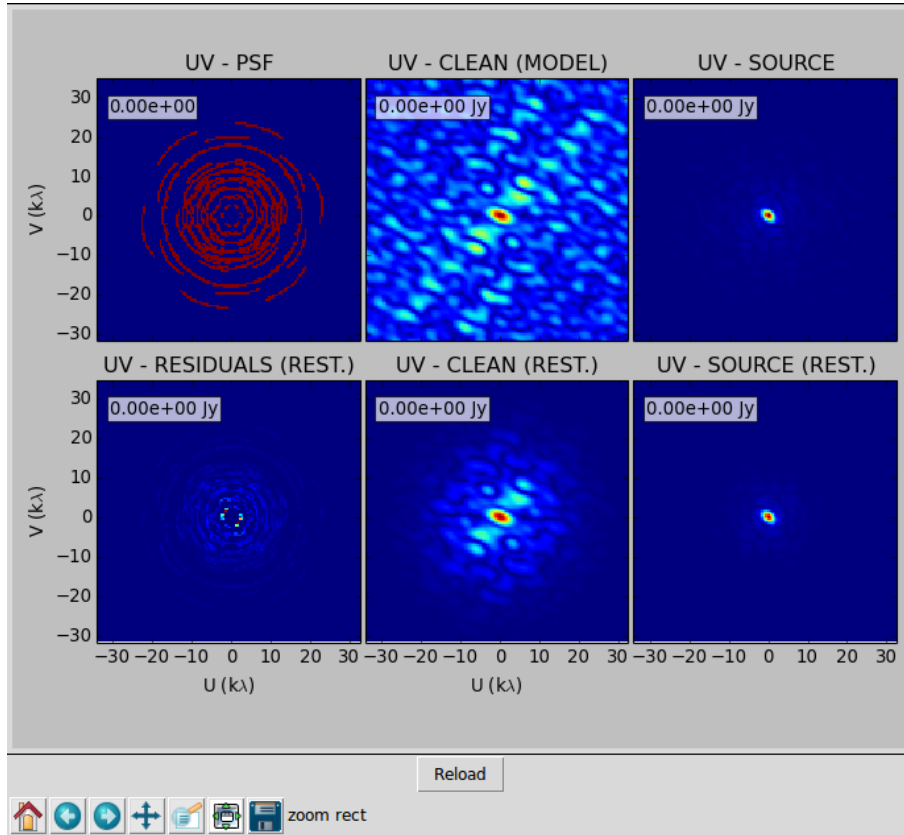 UV - PSF
UV - CLEAN (MODEL)
UV - SOURCE
0.00e+00
0.00e+00 Jy
0.00e+00 Jy
V (kλ)
30
20
10
0
−10
−20
−30
UV - RESIDUALS (REST.)
UV - CLEAN (REST.)
UV - SOURCE (REST.)
0.00e+00 Jy
0.00e+00 Jy
0.00e+00 Jy
V (kλ)
30
20
10
0
−10
−20
−30
−30 −20 −10 0 10 20 30
−30 −20 −10 0 10 20 30
−30 −20 −10 0 10 20 30
U (kλ)
U (kλ)
Reload
zoom rect